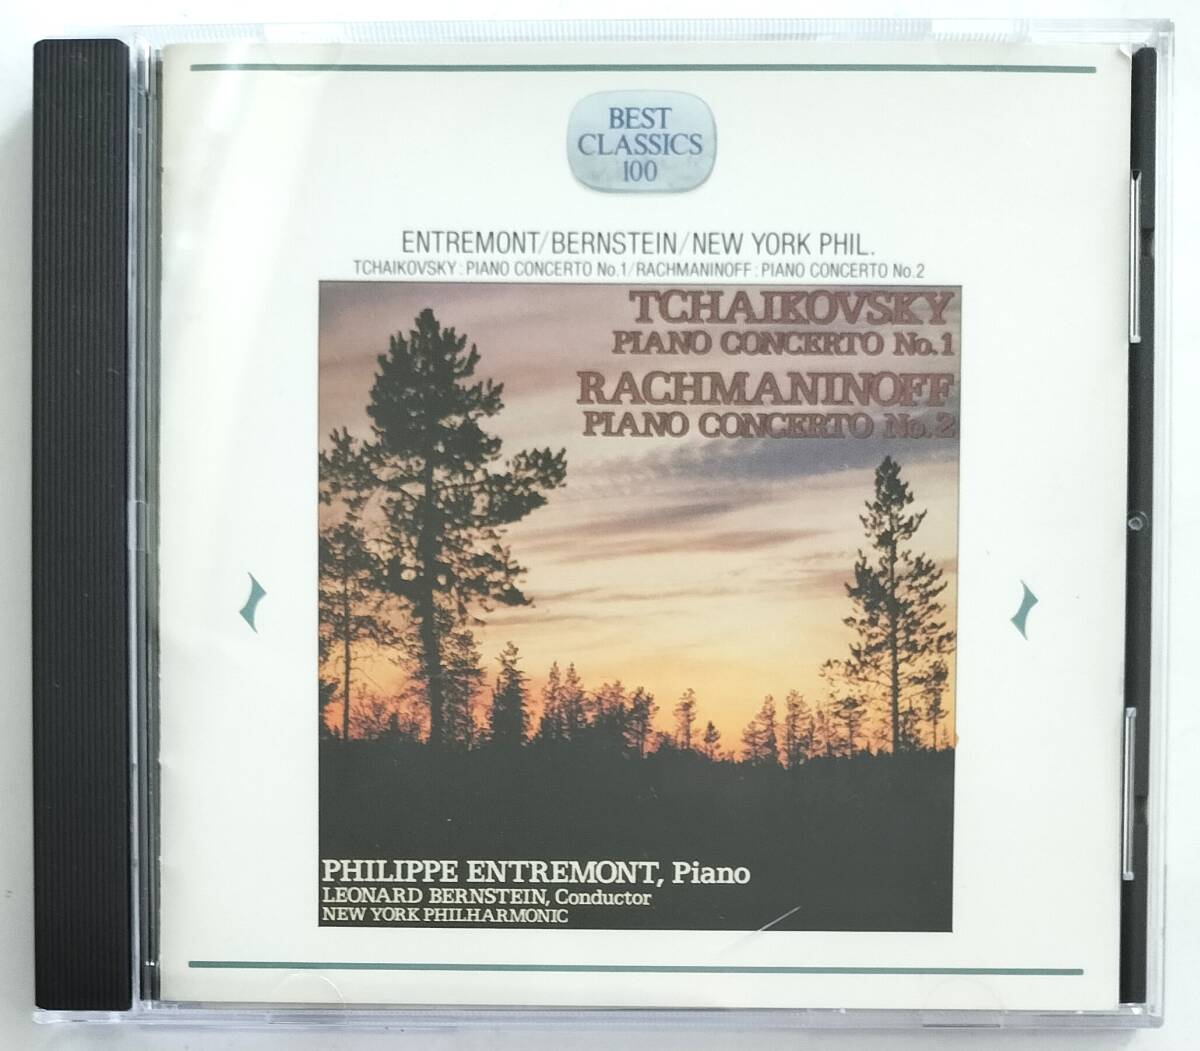 BEST
CLASSICS
100
ENTREMONT/BERNSTEIN/NEW YORK PHIL.
TCHAIKOVSKY : PIANO CONCERTO No.1/RACHMANINOFF : PIANO CONCERTO No.2
TCHAIKOVSKY
PIANO CONCERTO No.1
RACHMANINOFF
PIANO CONCERTO No.2
PHILIPPE ENTREMONT, Piano
LEONARD BERNSTEIN, Conductor
NEW YORK PHILHARMONIC